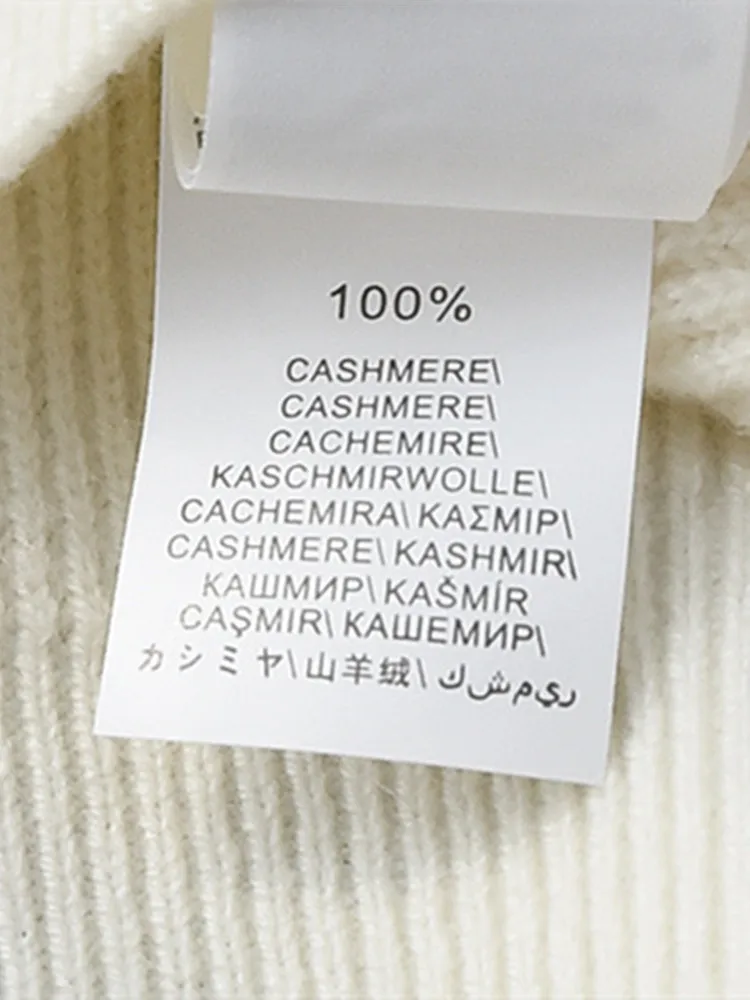 100%
CASHMERE\
CASHMERE\
CACHEMIRE\
KASCHMIRWOLLE\
CACHEMIRA\ ΚΑΣΜΙΡ\
CASHMERE\ KASHMIR\
КАШМИР\ KAŠMÍR
CAŞMIR\ КАШЕМИР\
カシミヤ\ 山羊绒\ كشمير